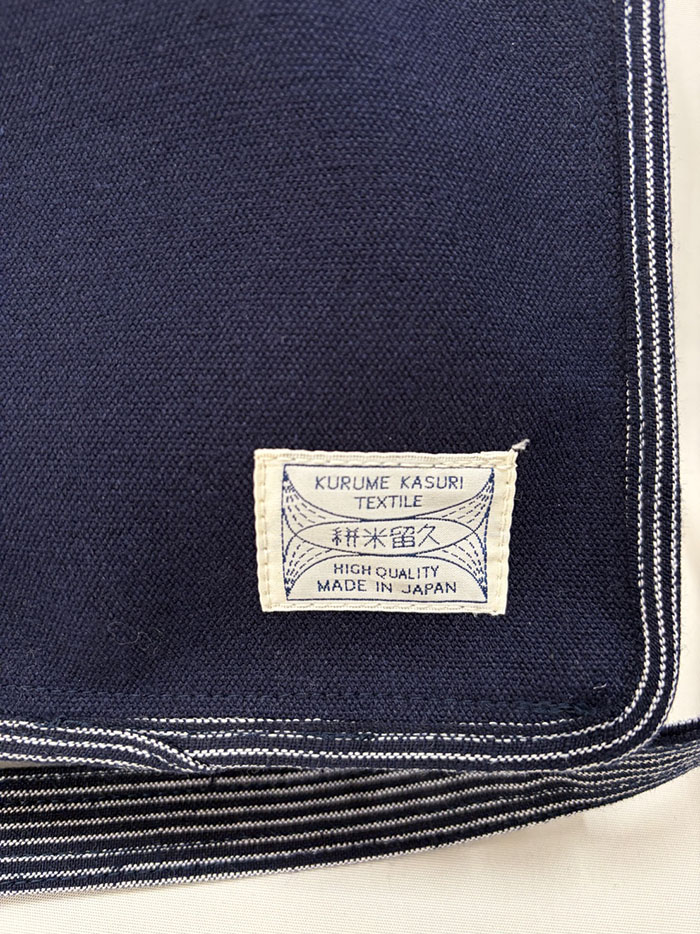 KURUME KASURI
TEXTILE
絣米留久
HIGH QUALITY
MADE IN JAPAN